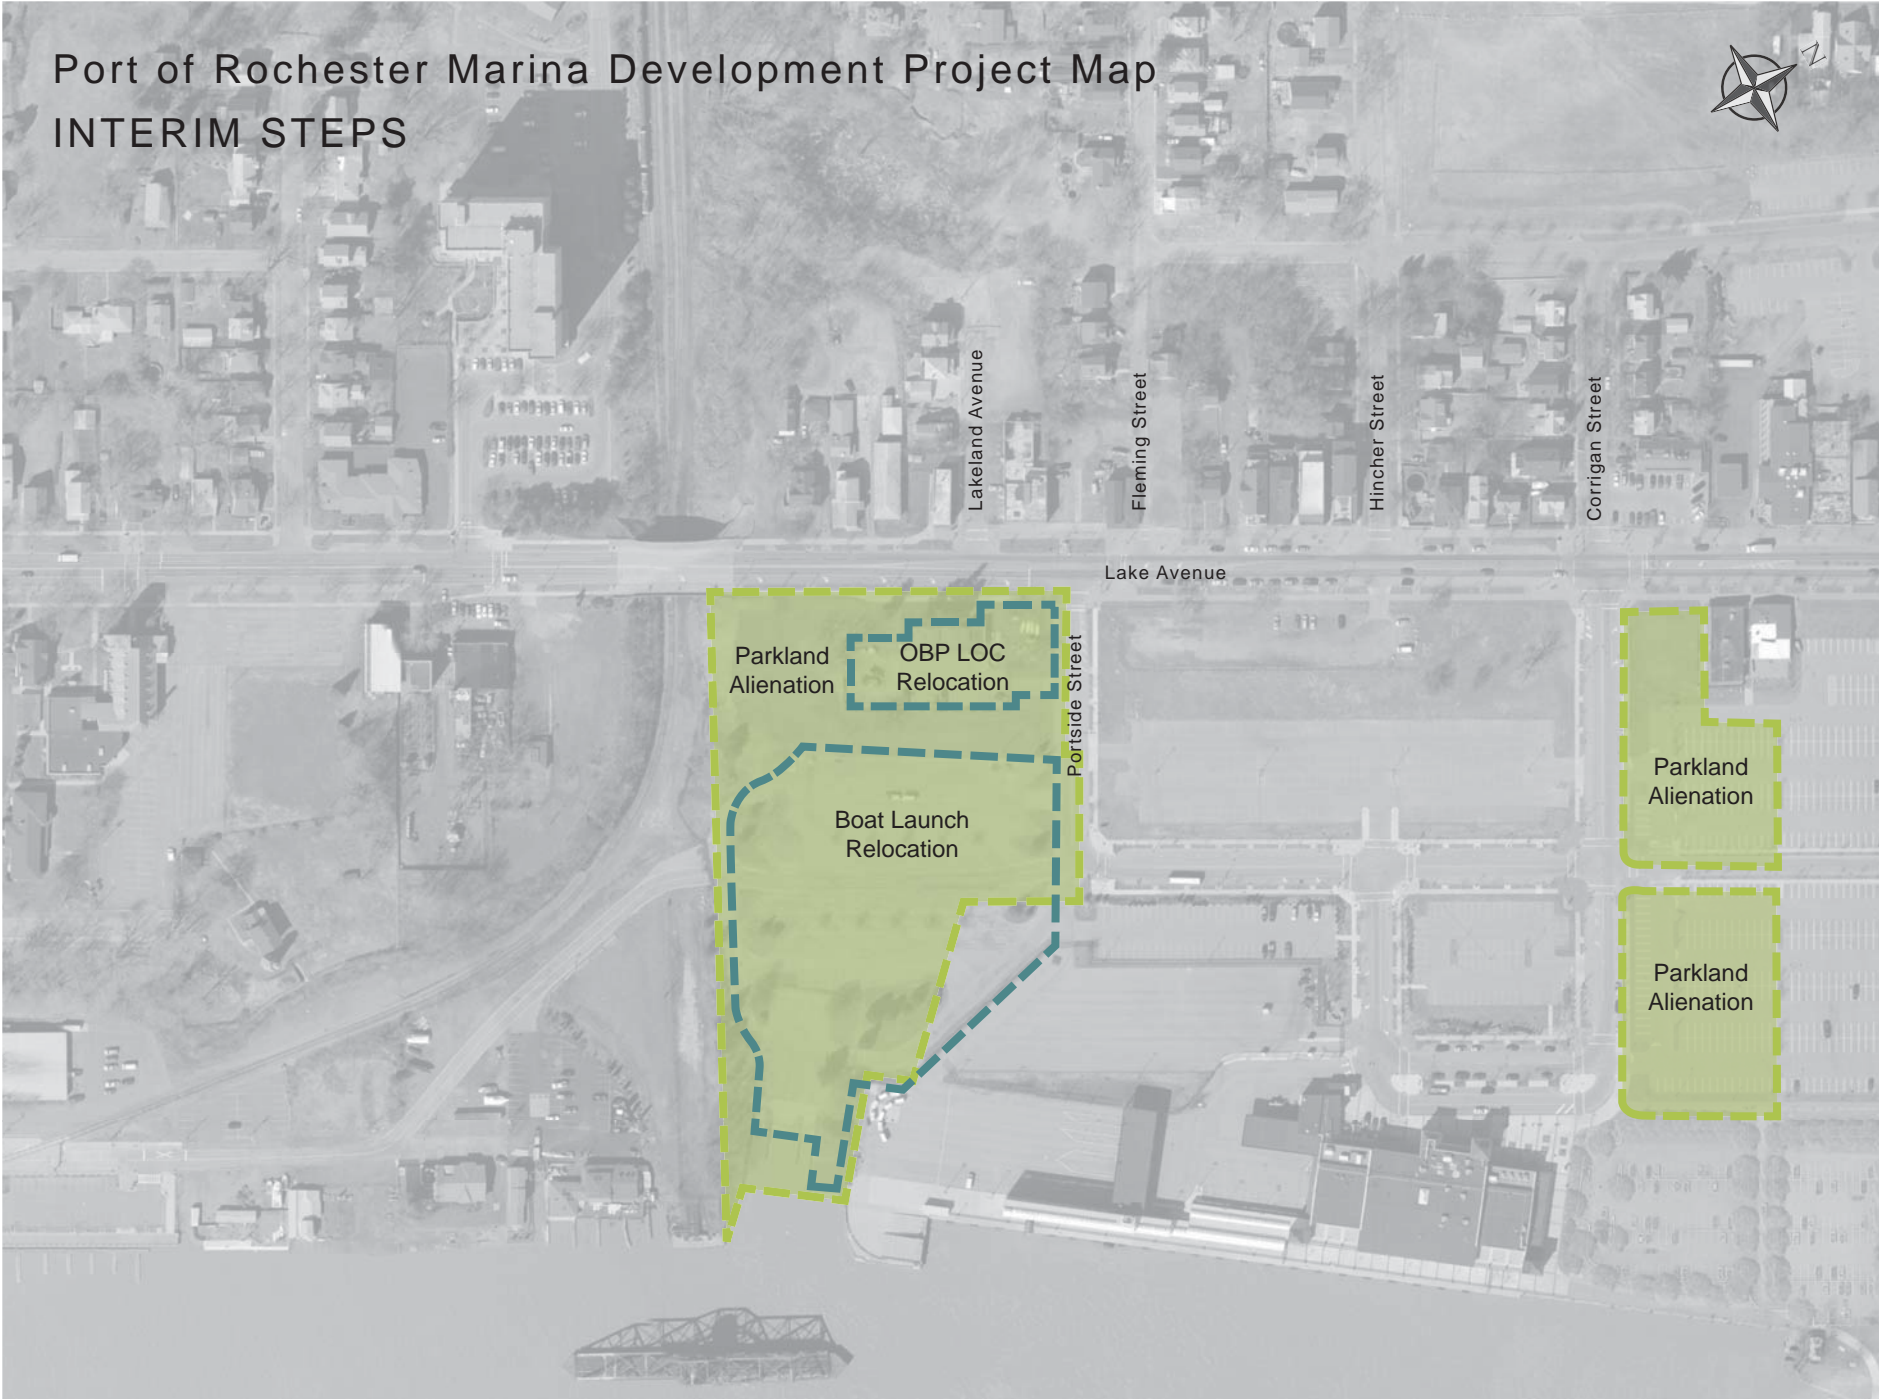 Port of Rochester Marina Development Project Map
INTERIM STEPS
N
Lakeland Avenue
Fleming Street
Hincher Street
Corrigan Street
Lake Avenue
Parkland
Alienation
OBP LOC
Relocation
Portside Street
Boat Launch
Relocation
Parkland
Alienation
Parkland
Alienation